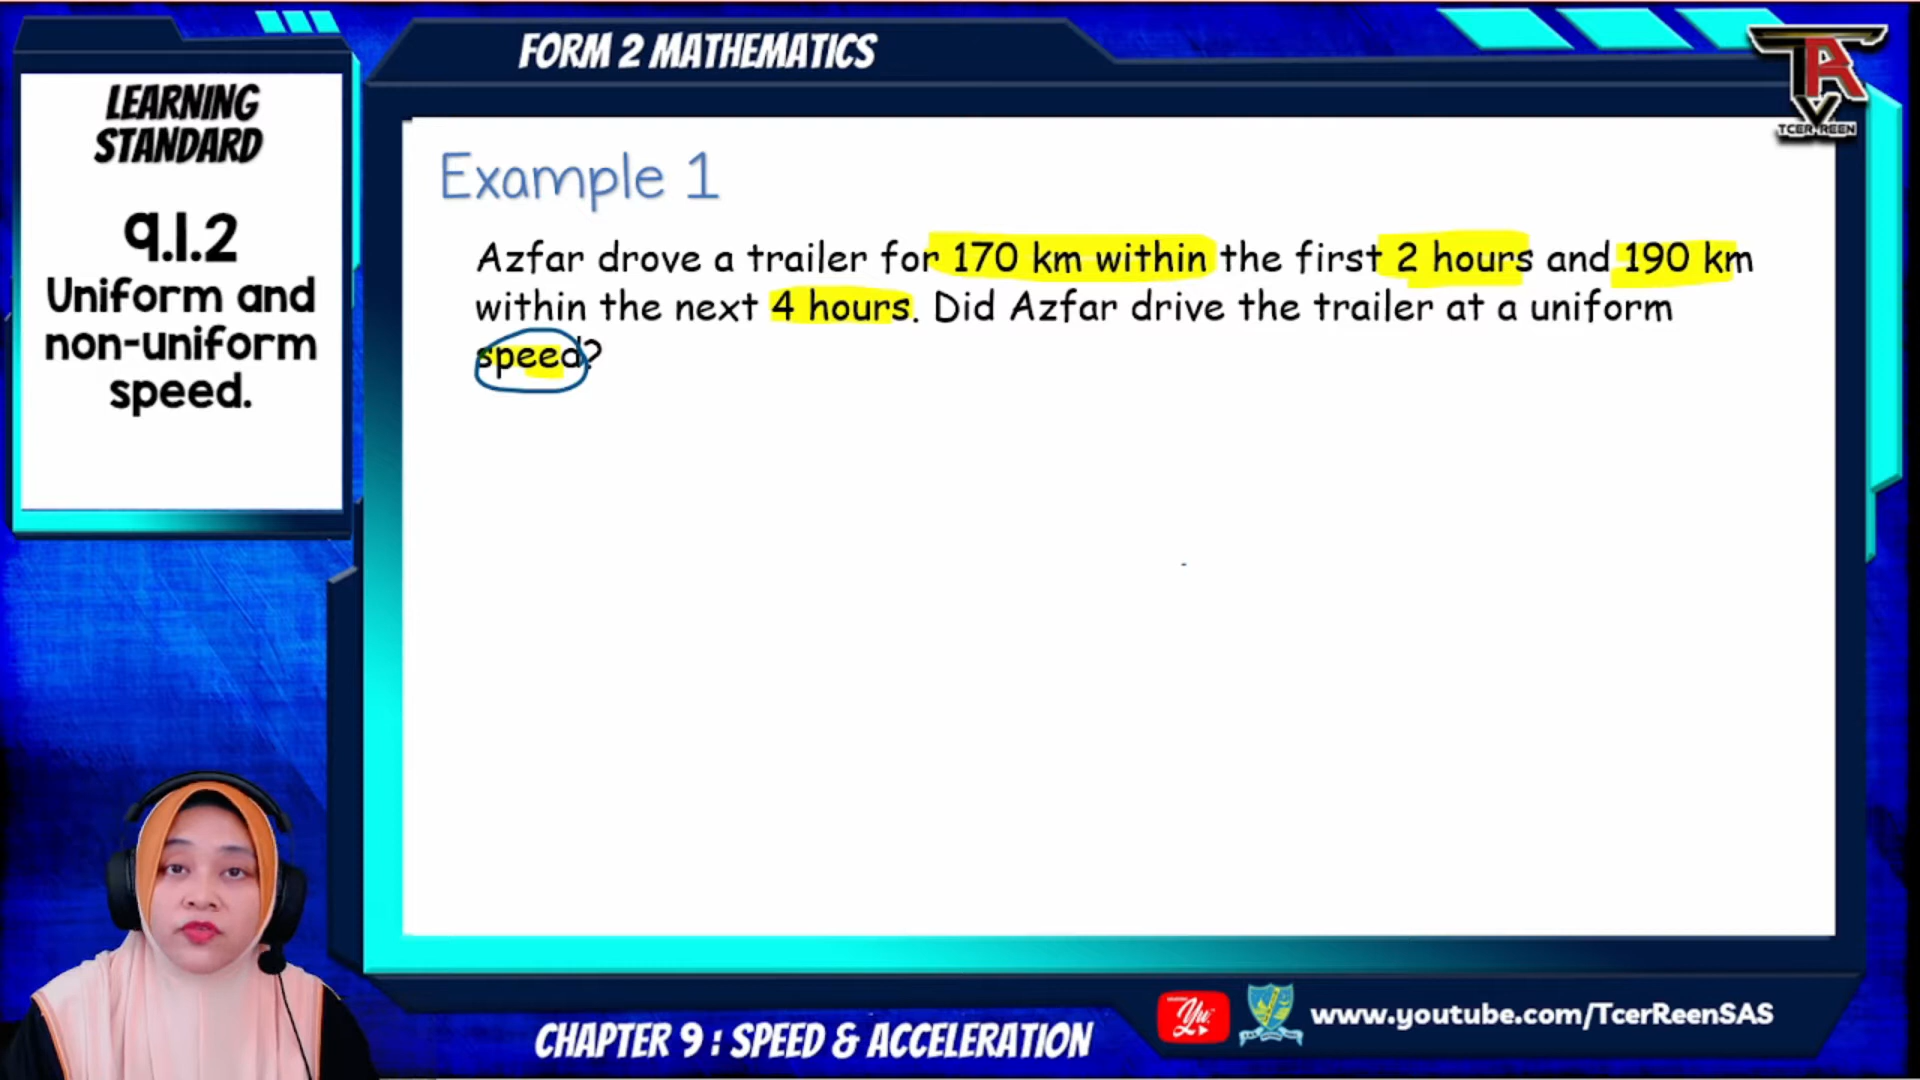 FORM 2 MATHEMATICS
LEARNING
STANDARD
9.1.2
Uniform and
non-uniform
speed.
TCER REEN
Example 1
Azfar drove a trailer for 170 km within the first 2 hours and 190 km
within the next 4 hours. Did Azfar drive the trailer at a uniform
speed?
CHAPTER 9 : SPEED & ACCELERATION
www.youtube.com/TcerReenSAS